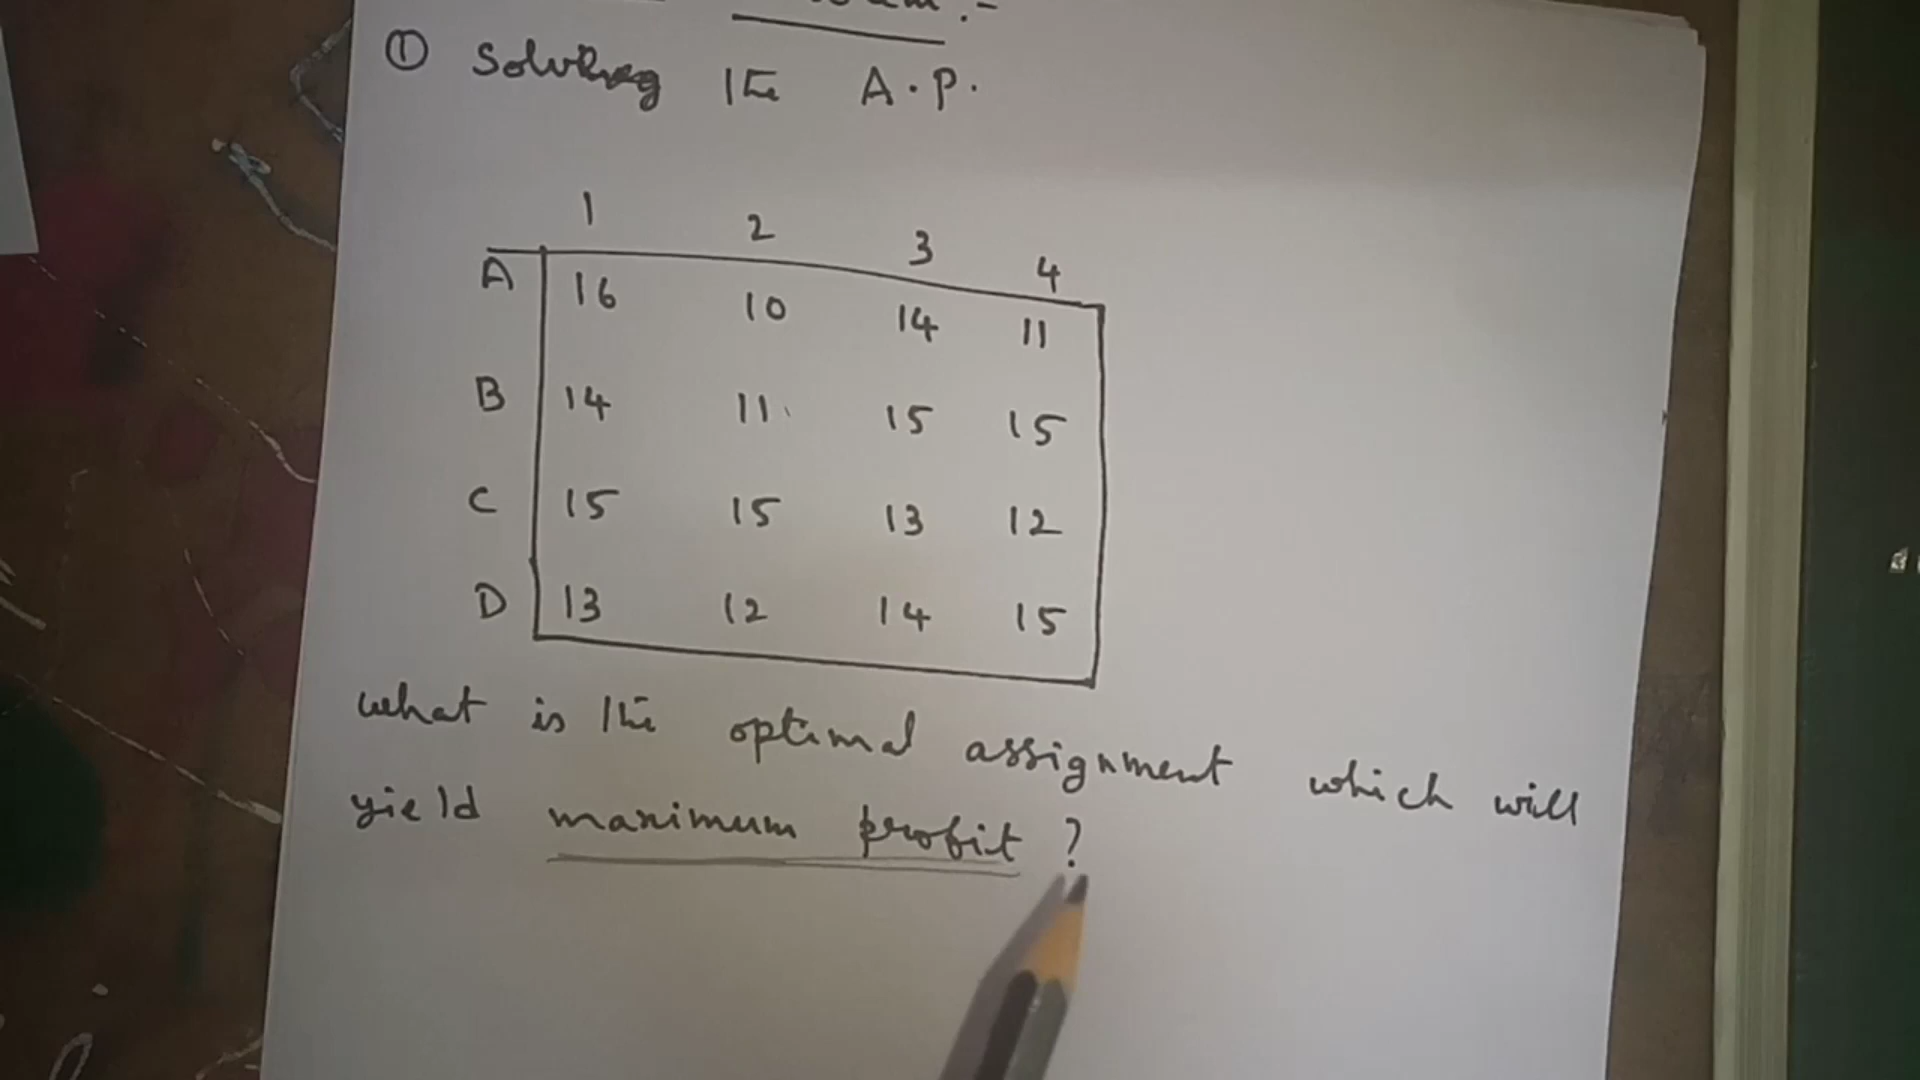 ① Solving the A.P.
1 2 3 4
A 16 10 14 11
B 14 11 15 15
C 15 15 13 12
D 13 12 14 15
what is the optimal assignment which will
yield maximum profit ?